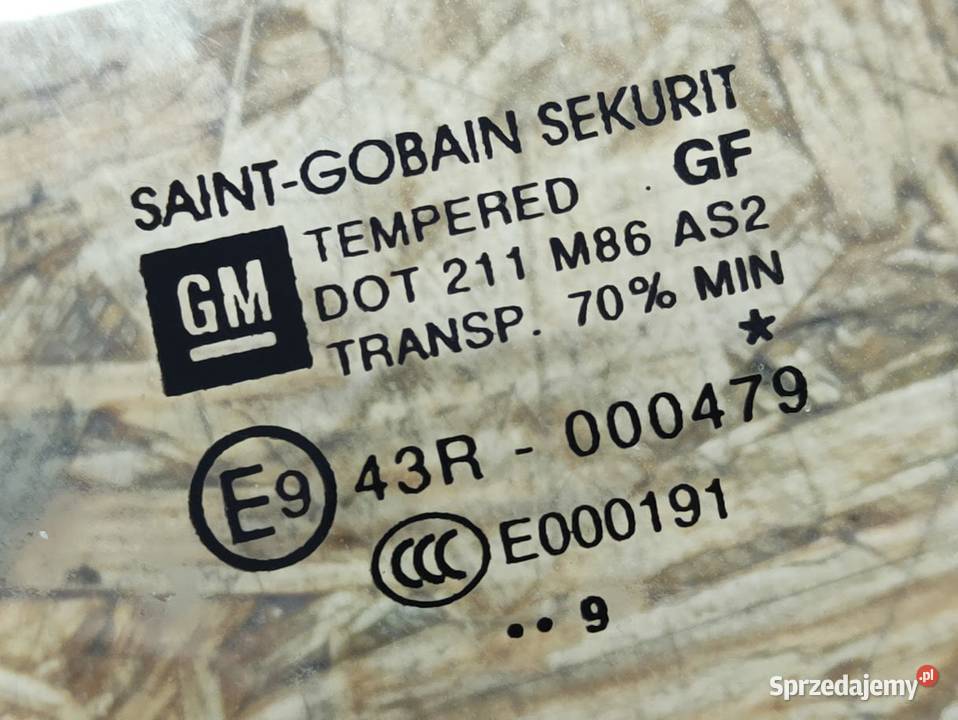 SAINT-GOBAIN SEKURIT
GF
GM
TEMPERED
DOT 211 M86 AS2
TRANSP. 70% MIN
*
E9 43R - 000479
CCC E000191
•• 9
Sprzedajemy.pl